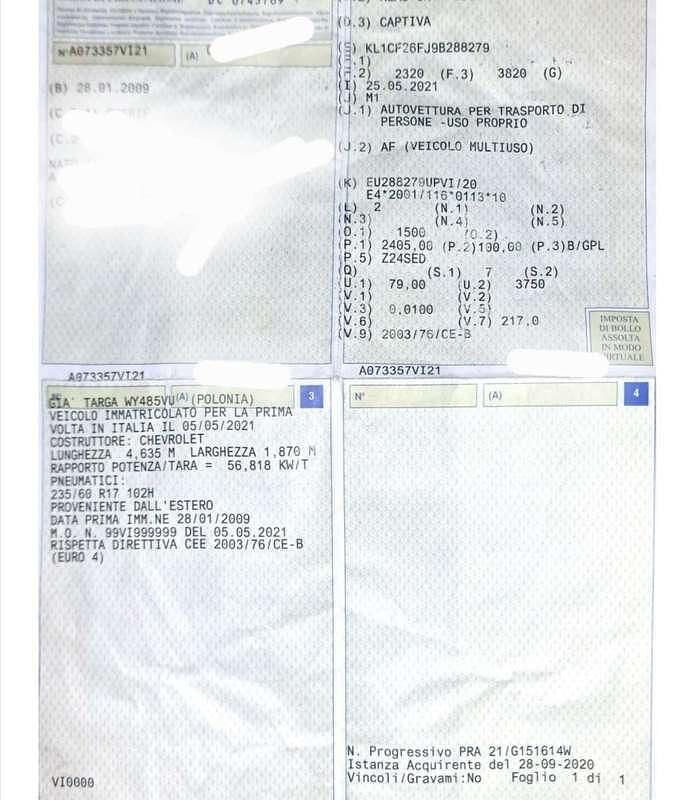 N° A073357VI21 (A)
(B) 28.01.2009
(D.3) CAPTIVA
(E) KL1CF26FJ9B288279
(F.1)
(F.2) 2320 (F.3) 3820 (G)
(I) 25.05.2021
(J) M1
(J.1) AUTOVETTURA PER TRASPORTO DI
PERSONE -USO PROPRIO
(J.2) AF (VEICOLO MULTIUSO)
(K) EU288279UPVI/20
E4*2001/116*0113*10
(L) 2 (N.1) (N.2)
(N.3) (N.4) (N.5)
(O.1) 1500 (O.2)
(P.1) 2405,00 (P.2)100,00 (P.3)B/GPL
(P.5) Z24SED
(Q) (S.1) 7 (S.2)
(U.1) 79,00 (U.2) 3750
(V.1) (V.2)
(V.3) 0,0100 (V.5)
(V.6) (V.7) 217,0
(V.9) 2003/76/CE-B
IMPOSTA
DI BOLLO
ASSOLTA
IN MODO
VIRTUALE
A073357VI21
A073357VI21
3
GIA' TARGA WY485VU (A) (POLONIA)
VEICOLO IMMATRICOLATO PER LA PRIMA
VOLTA IN ITALIA IL 05/05/2021
COSTRUTTORE: CHEVROLET
LUNGHEZZA 4,635 M LARGHEZZA 1,870 M
RAPPORTO POTENZA/TARA = 56,818 KW/T
PNEUMATICI:
235/60 R17 102H
PROVENIENTE DALL'ESTERO
DATA PRIMA IMM.NE 28/01/2009
M.O. N. 99VI999999 DEL 05.05.2021
RISPETTA DIRETTIVA CEE 2003/76/CE-B
(EURO 4)
VI0000
N° (A) 4
N. Progressivo PRA 21/G151614W
Istanza Acquirente del 28-09-2020
Vincoli/Gravami:No Foglio 1 di 1